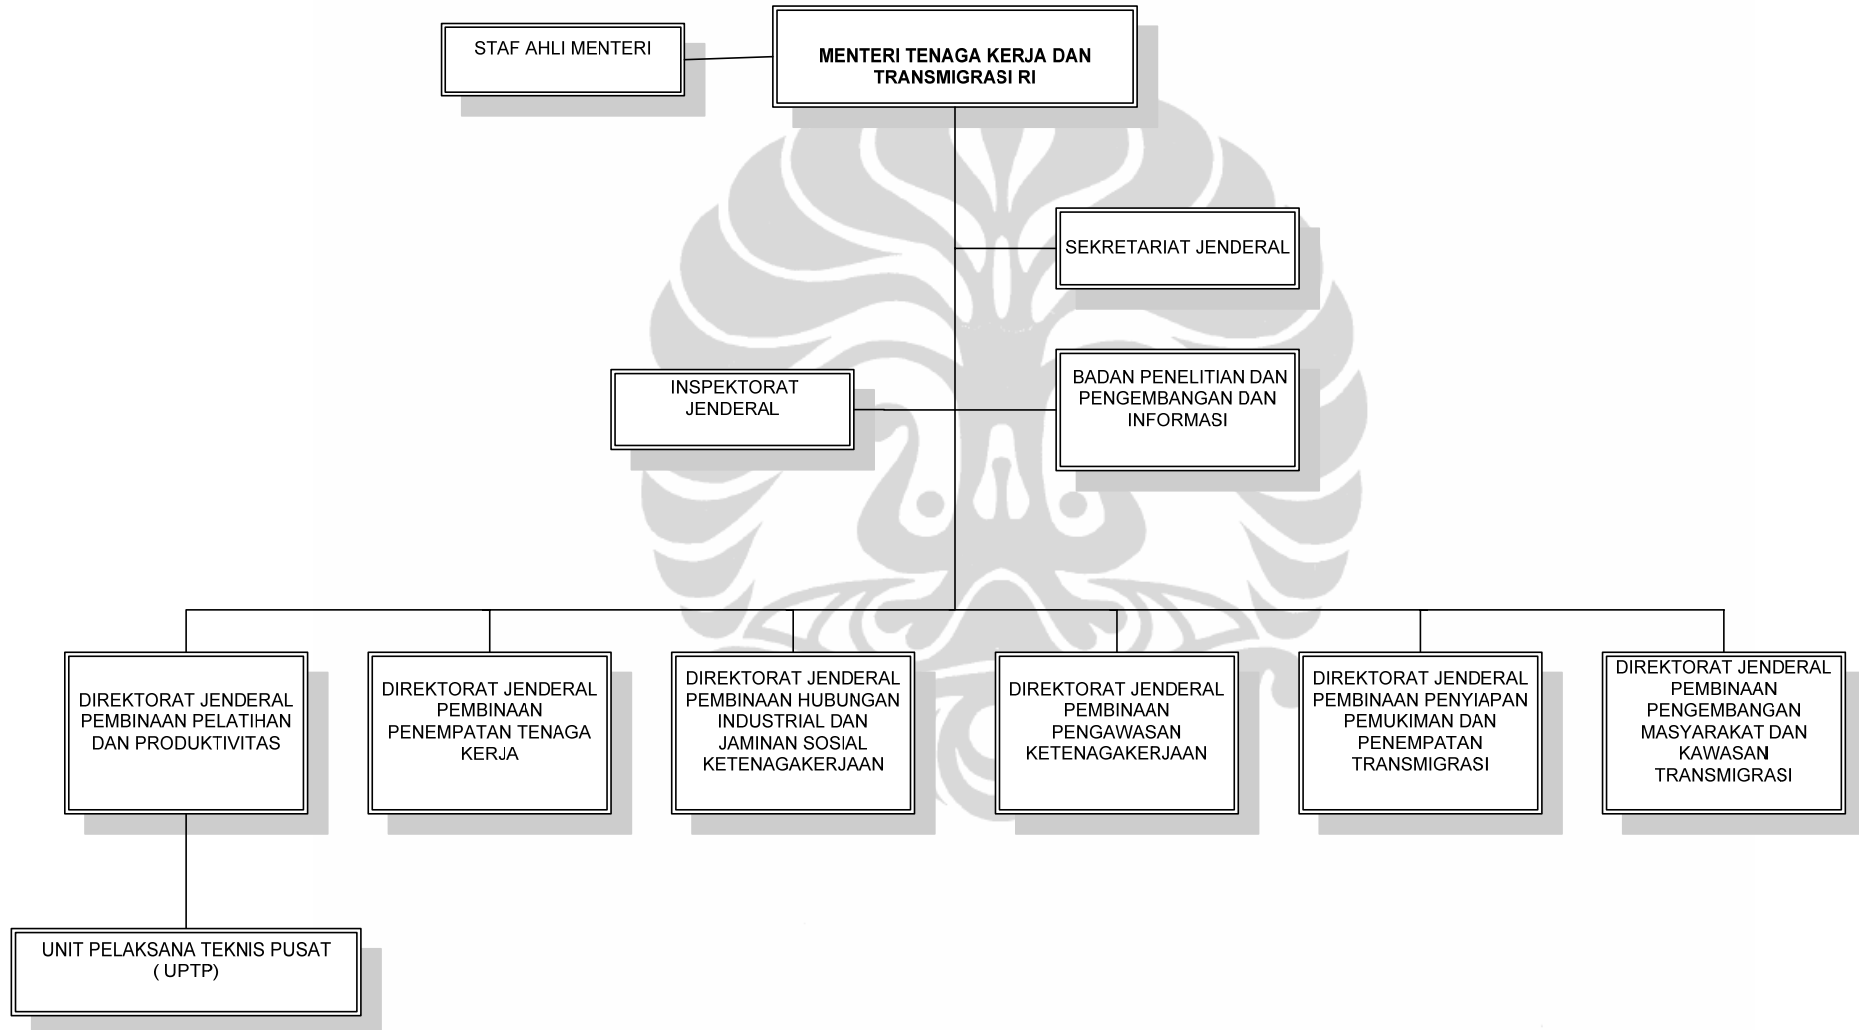 STAF AHLI MENTERI
MENTERI TENAGA KERJA DAN
TRANSMIGRASI RI
SEKRETARIAT JENDERAL
INSPEKTORAT
JENDERAL
BADAN PENELITIAN DAN
PENGEMBANGAN DAN
INFORMASI
DIREKTORAT JENDERAL
PEMBINAAN PELATIHAN
DAN PRODUKTIVITAS
DIREKTORAT JENDERAL
PEMBINAAN
PENEMPATAN TENAGA
KERJA
DIREKTORAT JENDERAL
PEMBINAAN HUBUNGAN
INDUSTRIAL DAN
JAMINAN SOSIAL
KETENAGAKERJAAN
DIREKTORAT JENDERAL
PEMBINAAN
PENGAWASAN
KETENAGAKERJAAN
DIREKTORAT JENDERAL
PEMBINAAN PENYIAPAN
PEMUKIMAN DAN
PENEMPATAN
TRANSMIGRASI
DIREKTORAT JENDERAL
PEMBINAAN
PENGEMBANGAN
MASYARAKAT DAN
KAWASAN
TRANSMIGRASI
UNIT PELAKSANA TEKNIS PUSAT
( UPTP)